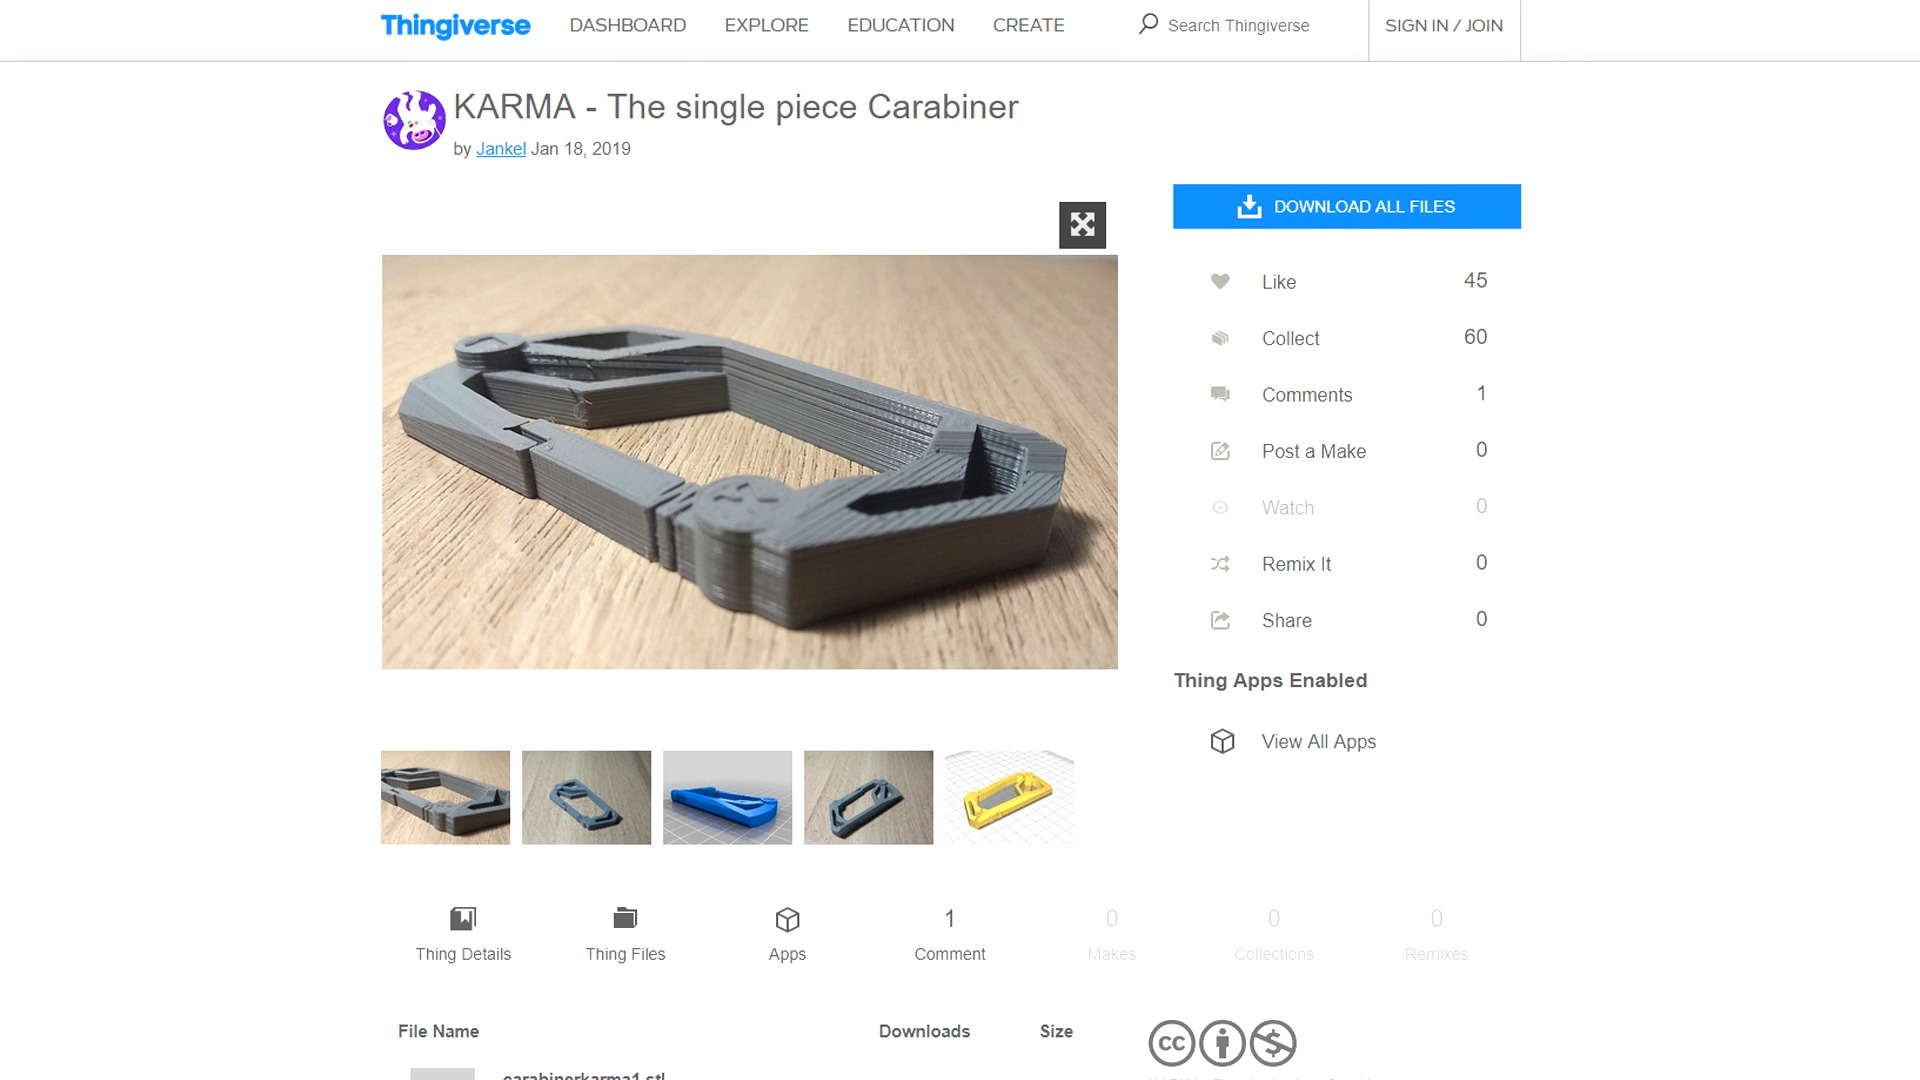 Thingiverse DASHBOARD EXPLORE EDUCATION CREATE Search Thingiverse SIGN IN / JOIN
KARMA - The single piece Carabiner
by Jankel Jan 18, 2019
DOWNLOAD ALL FILES
Like 45
Collect 60
Comments 1
Post a Make 0
Watch 0
Remix It 0
Share 0
Thing Apps Enabled
View All Apps
1 0 0 0
Thing Details Thing Files Apps Comment Makes Collections Remixes
File Name Downloads Size
cc
carabinerkarma1.stl